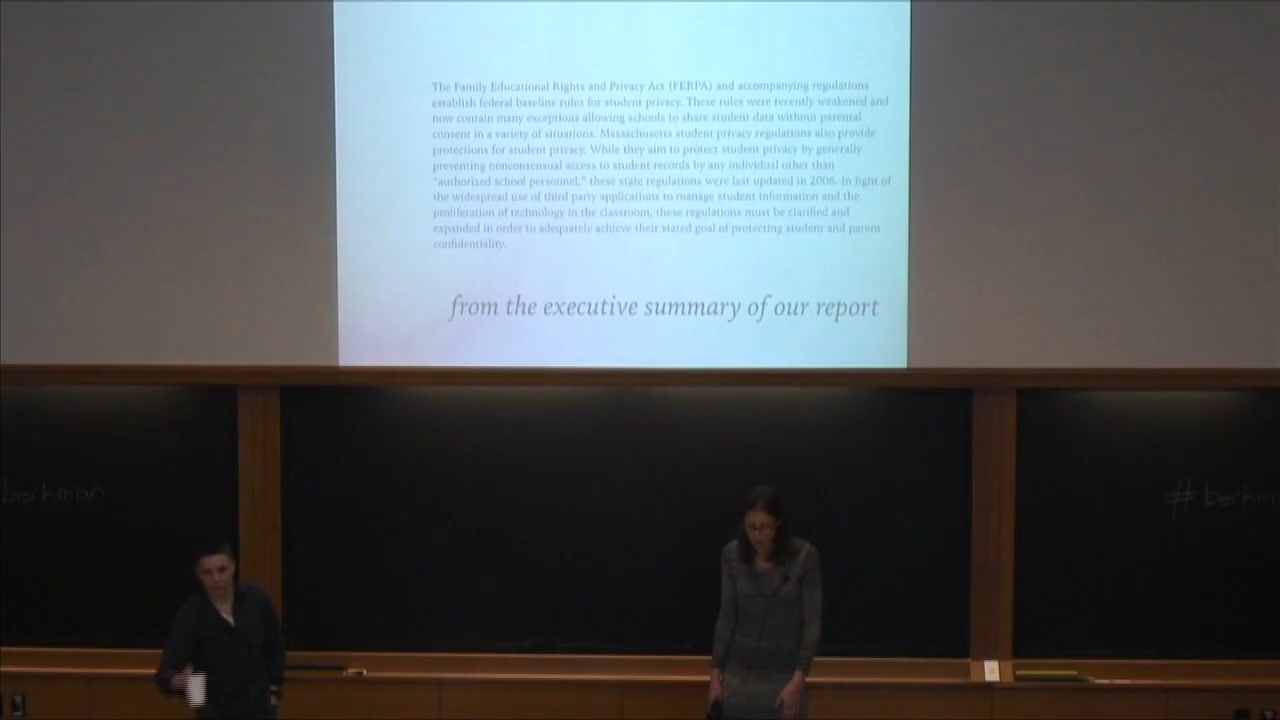 The Family Educational Rights and Privacy Act (FERPA) and accompanying regulations
establish federal baseline rules for student privacy. These rules were recently weakened and
now contain many exceptions allowing schools to share student data without parental
consent in a variety of situations. Massachusetts student privacy regulations also provide
protections for student privacy. While they aim to protect student privacy by generally
preventing nonconsensual access to student records by any individual other than
“authorized school personnel,” these state regulations were last updated in 2006. In light of
the widespread use of third party applications to manage student information and the
proliferation of technology in the classroom, these regulations must be clarified and
expanded in order to adequately achieve their stated goal of protecting student and parent
confidentiality.
from the executive summary of our report
berkman
# berkm